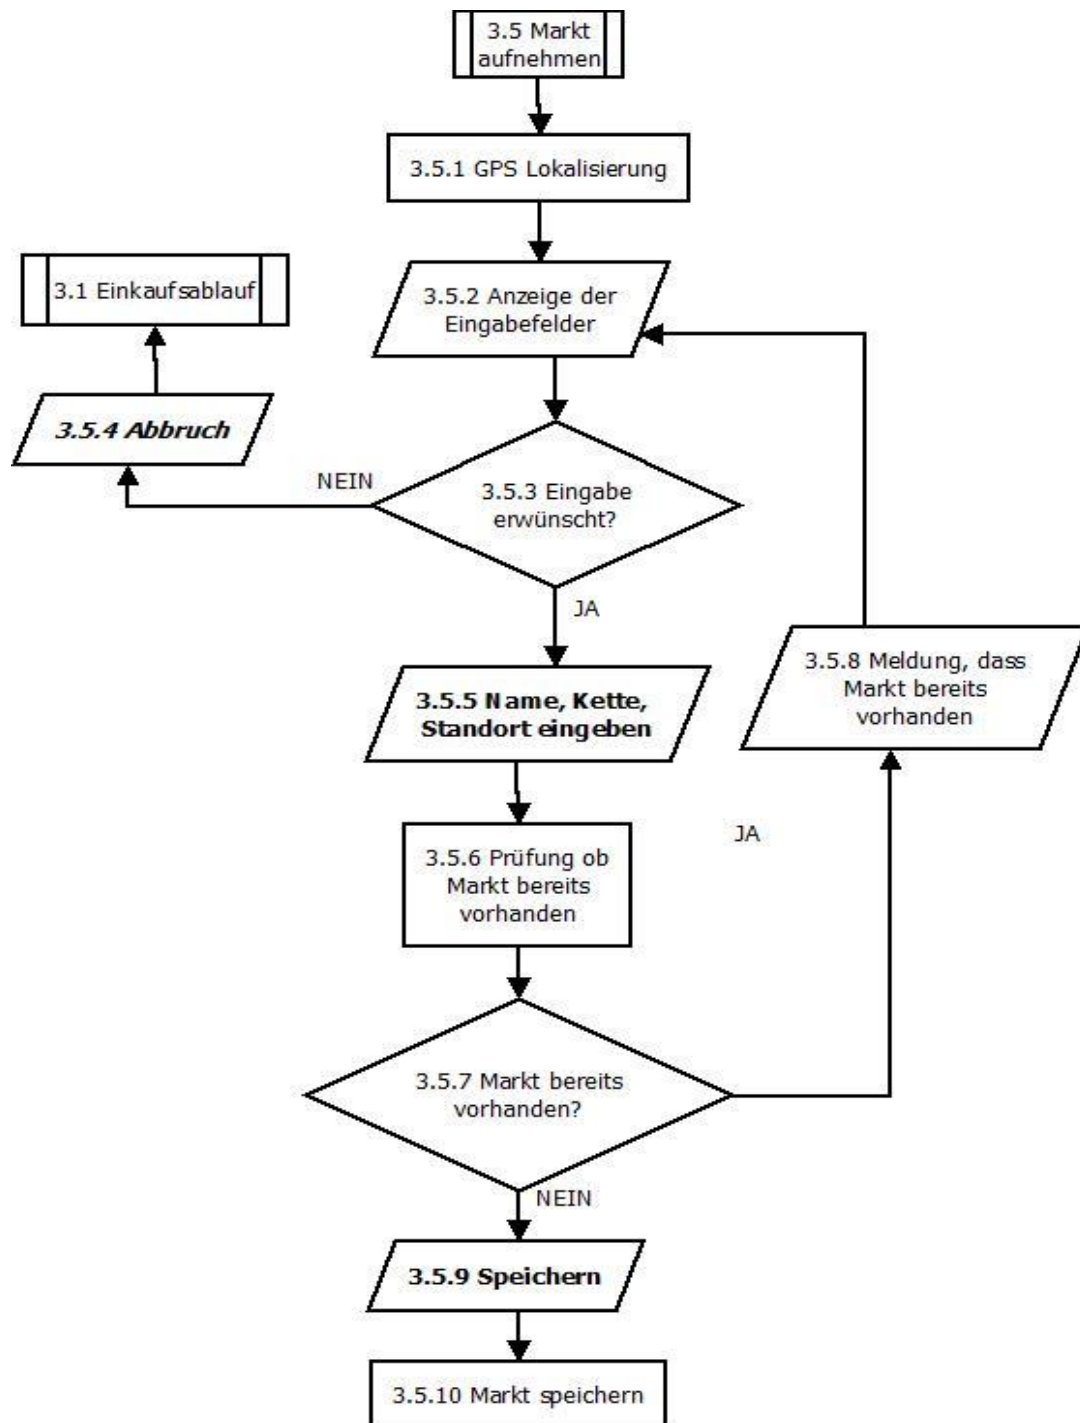 3.5 Markt
aufnehmen
3.5.1 GPS Lokalisierung
3.1 Einkaufsablauf
3.5.2 Anzeige der
Eingabefelder
3.5.4 Abbruch
NEIN
3.5.3 Eingabe
erwünscht?
JA
3.5.5 Name, Kette,
Standort eingeben
3.5.8 Meldung, dass
Markt bereits
vorhanden
JA
3.5.6 Prüfung ob
Markt bereits
vorhanden
3.5.7 Markt bereits
vorhanden?
NEIN
3.5.9 Speichern
3.5.10 Markt speichern